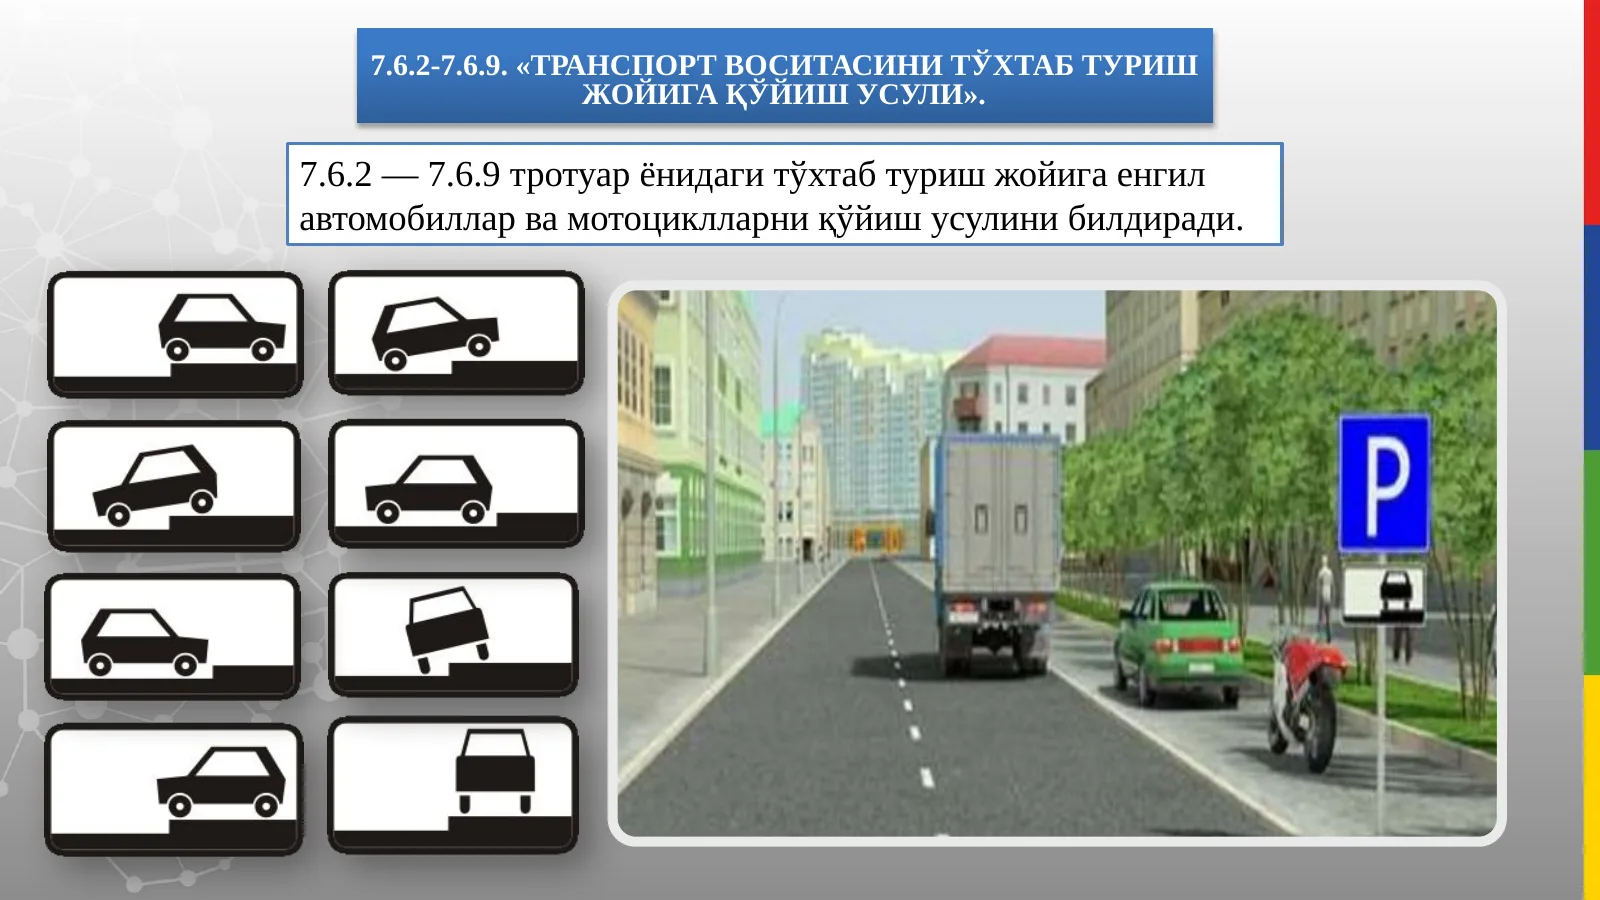 7.6.2-7.6.9. «ТРАНСПОРТ ВОСИТАСИНИ ТЎХТАБ ТУРИШ
ЖОЙИГА ҚЎЙИШ УСУЛИ».
7.6.2 — 7.6.9 тротуар ёнидаги тўхтаб туриш жойига енгил
автомобиллар ва мотоциклларни қўйиш усулини билдиради.
P